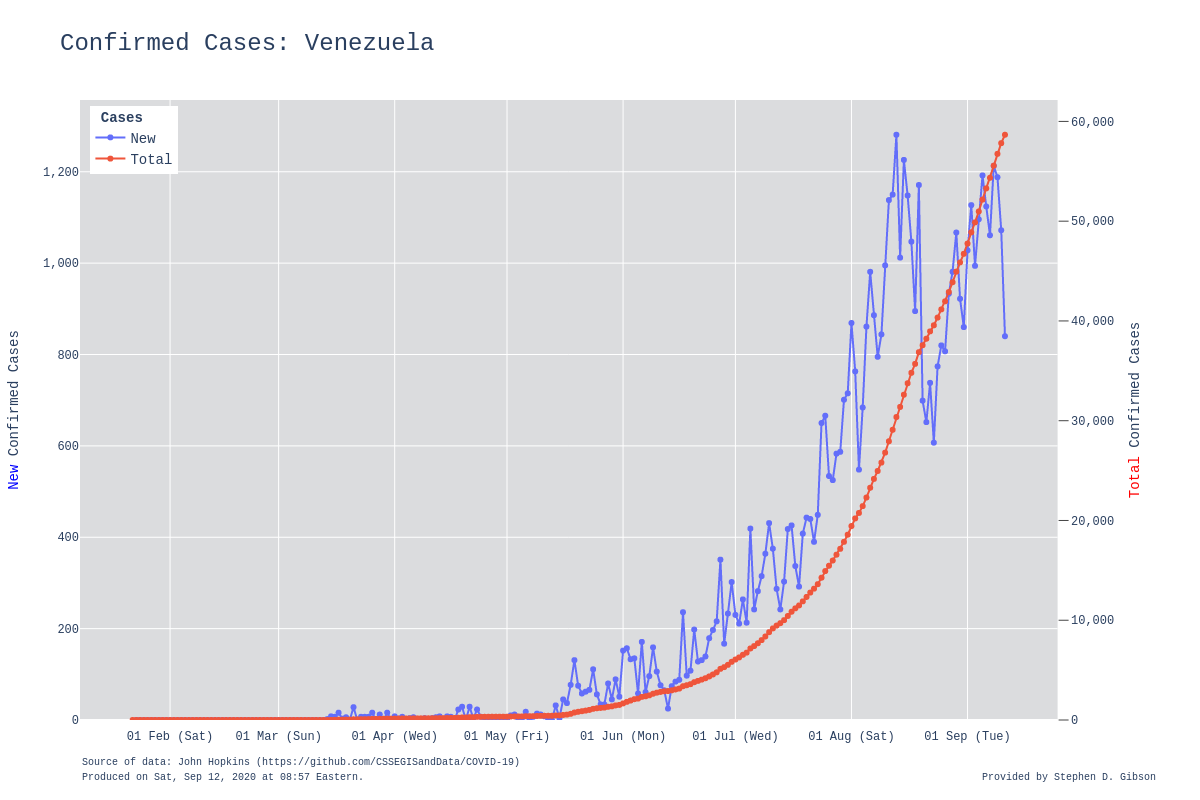 Confirmed Cases: Venezuela
Cases
New
Total
1,200
1,000
800
600
400
200
0
New Confirmed Cases
60,000
50,000
40,000
30,000
20,000
10,000
0
Total Confirmed Cases
01 Feb (Sat) 01 Mar (Sun) 01 Apr (Wed) 01 May (Fri) 01 Jun (Mon) 01 Jul (Wed) 01 Aug (Sat) 01 Sep (Tue)
Source of data: John Hopkins (https://github.com/CSSEGISandData/COVID-19)
Produced on Sat, Sep 12, 2020 at 08:57 Eastern.
Provided by Stephen D. Gibson